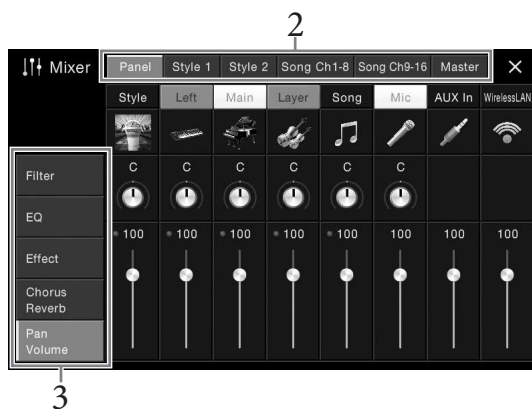 2
Mixer Panel Style 1 Style 2 Song Ch1-8 Song Ch9-16 Master
Style Left Main Layer Song Mic AUX In WirelessLAN
C C C C C C
Filter
EQ
100 100 100 100 100 100 100 100
Effect
Chorus
Reverb
Pan
Volume
3